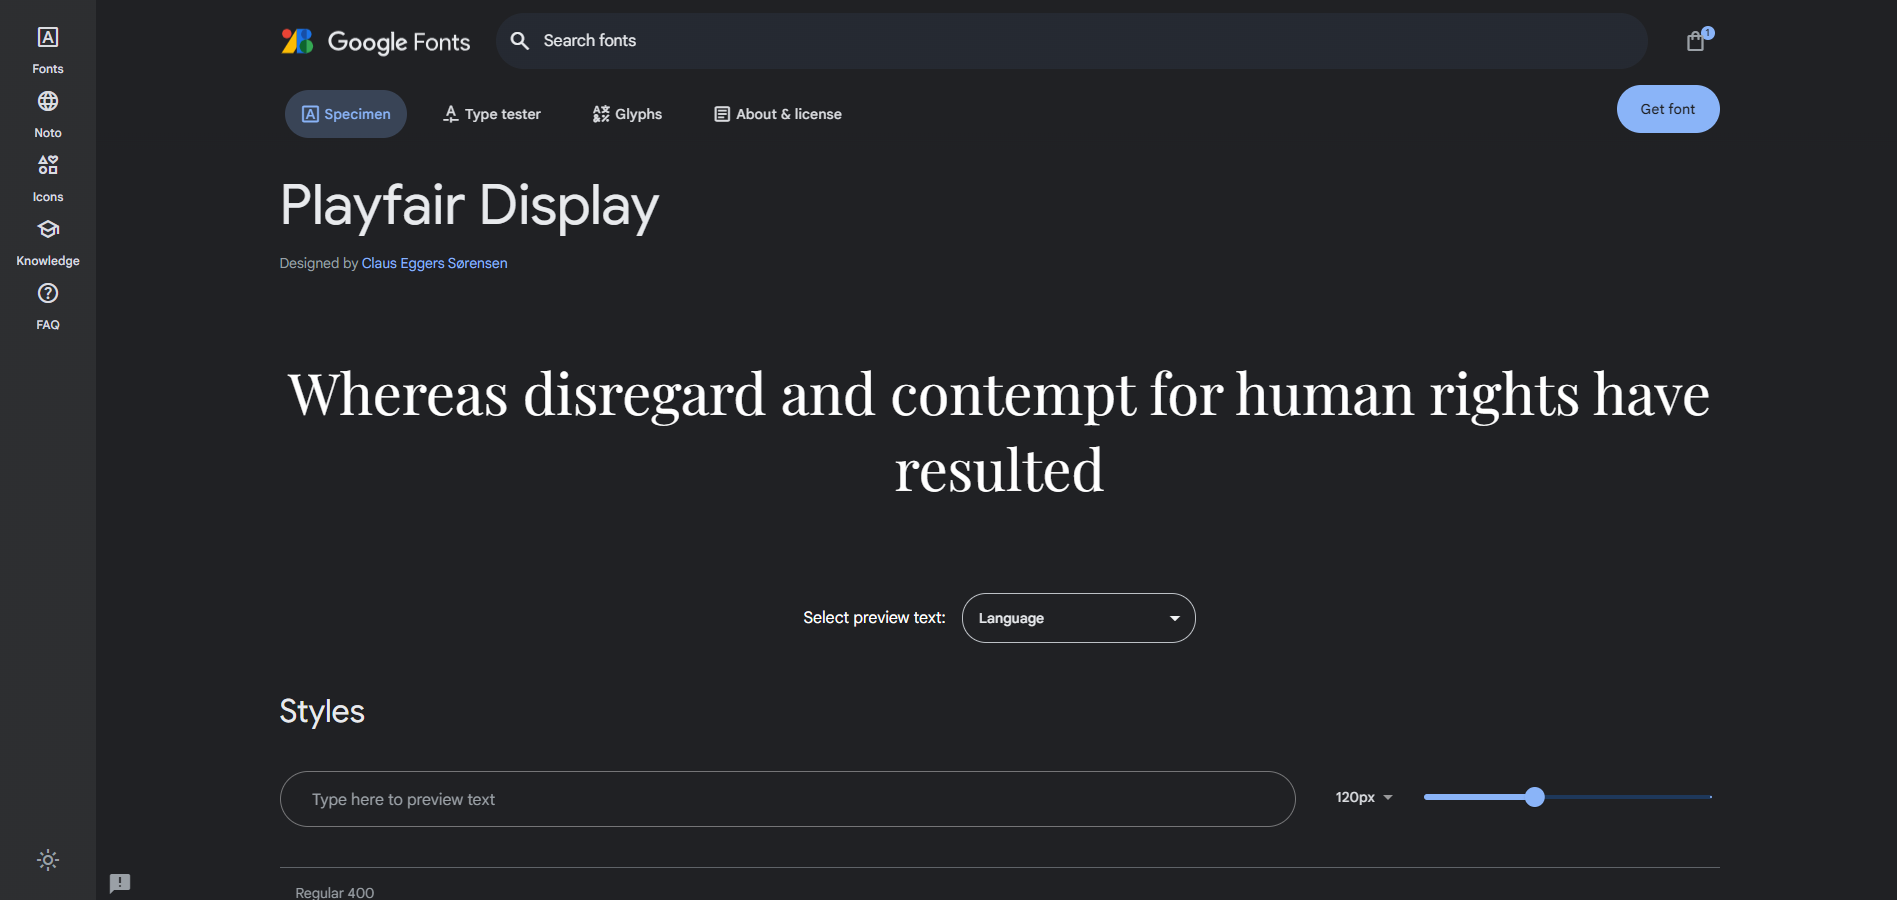 Fonts
Noto
Icons
Knowledge
FAQ
Google Fonts
Search fonts
1
Specimen
Type tester
Glyphs
About & license
Get font
Playfair Display
Designed by Claus Eggers Sørensen
Whereas disregard and contempt for human rights have
resulted
Select preview text:
Language
Styles
Type here to preview text
120px
Regular 400